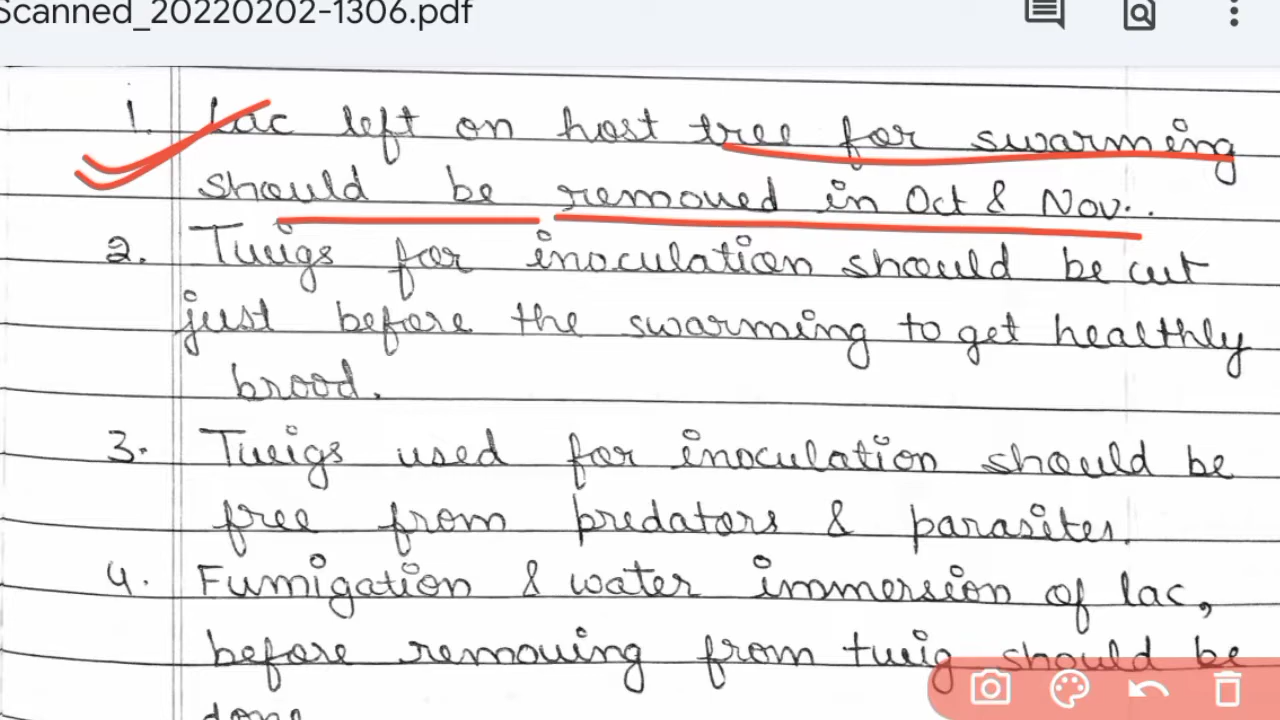 Scanned_20220202-1306.pdf
1. Lac left on host tree for swarming
should be removed in Oct & Nov..
2. Twigs for inoculation should be cut
just before the swarming to get healthly
brood.
3. Twigs used for inoculation should be
free from predators & parasites.
4. Fumigation & water immersion of lac,
before removing from twig should be
done